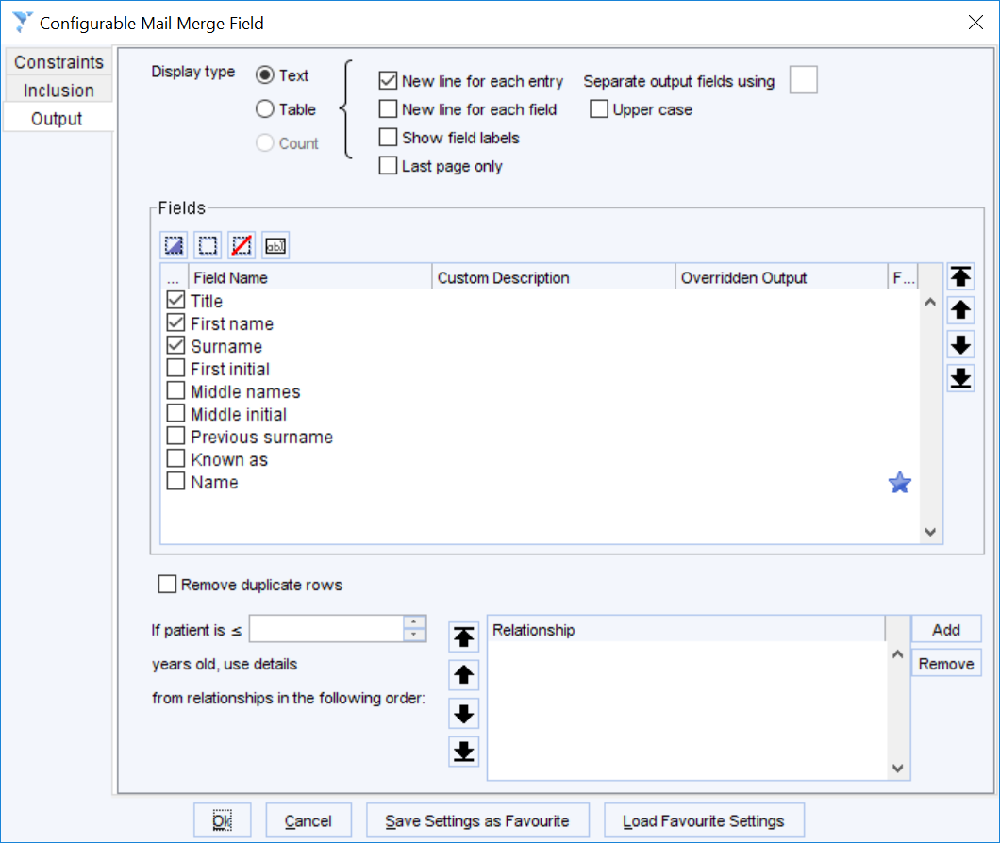 Configurable Mail Merge Field
Constraints
Inclusion
Output
Display type
Text
Table
Count
New line for each entry
New line for each field
Show field labels
Last page only
Separate output fields using
Upper case
Fields
ab
... Field Name Custom Description Overridden Output F...
Title
First name
Surname
First initial
Middle names
Middle initial
Previous surname
Known as
Name
Remove duplicate rows
If patient is ≤
years old, use details
from relationships in the following order:
Relationship
Add
Remove
Ok Cancel Save Settings as Favourite Load Favourite Settings